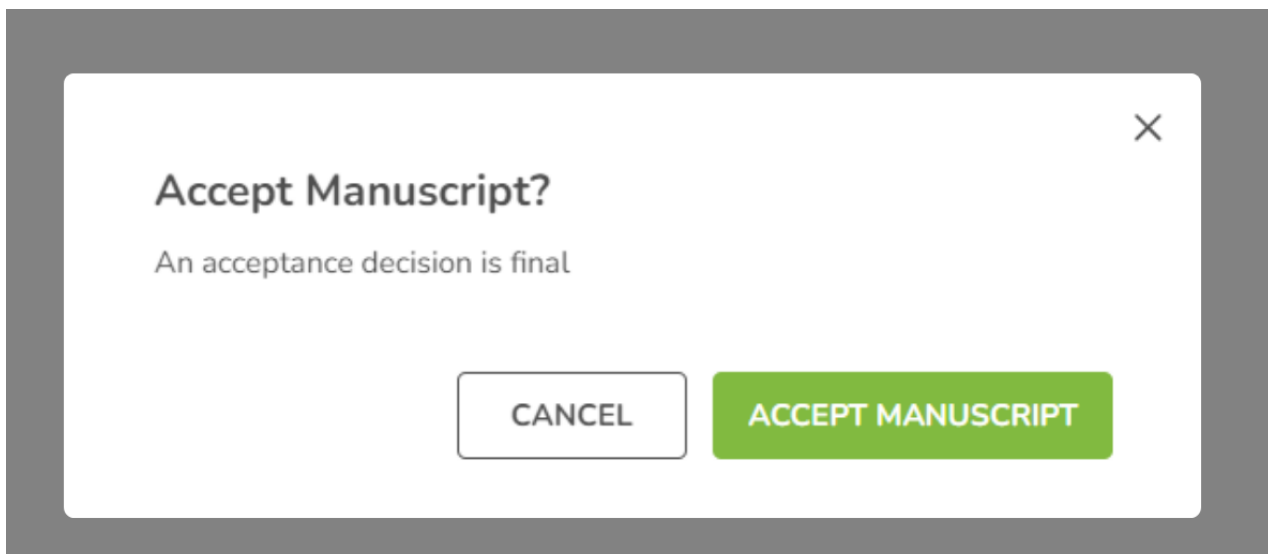 Accept Manuscript?
An acceptance decision is final
CANCEL
ACCEPT MANUSCRIPT